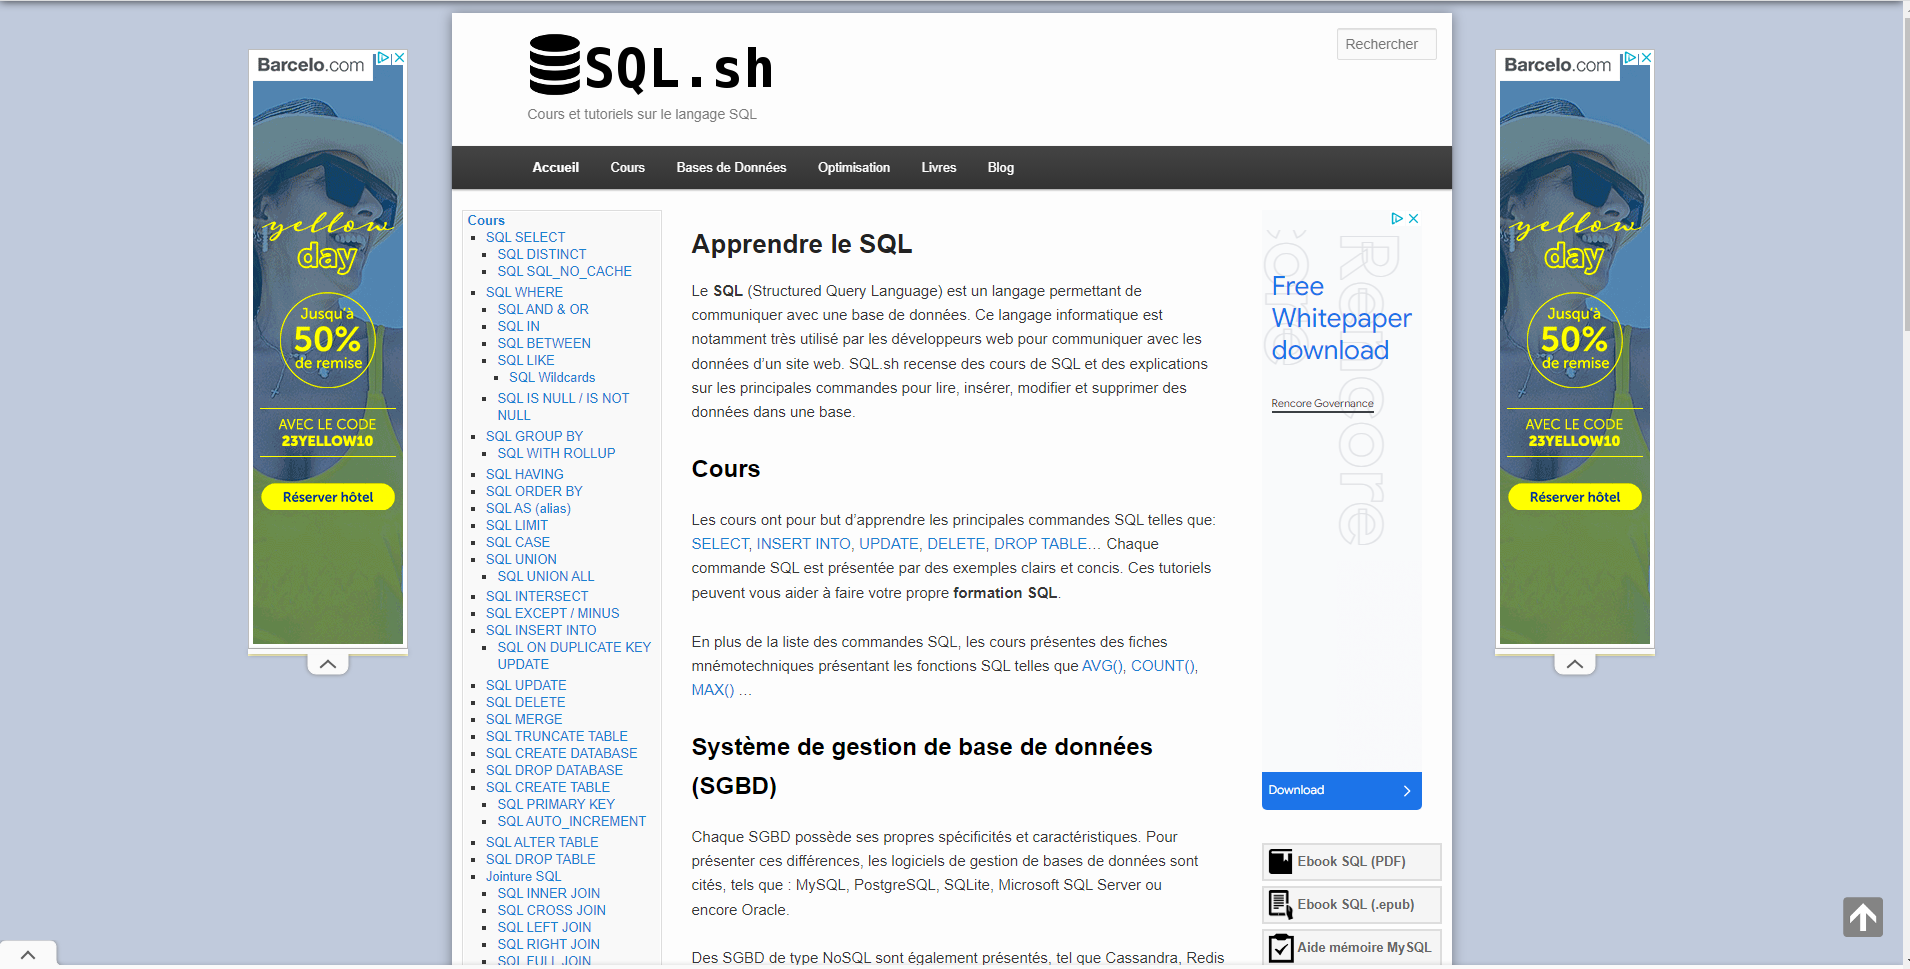 Barcelo.com
yellow
day
Jusqu'à
50%
de remise
AVEC LE CODE
23YELLOW10
Réserver hôtel
SQL.sh
Cours et tutoriels sur le langage SQL
Rechercher
Accueil Cours Bases de Données Optimisation Livres Blog
Cours
SQL SELECT
SQL DISTINCT
SQL SQL_NO_CACHE
SQL WHERE
SQL AND & OR
SQL IN
SQL BETWEEN
SQL LIKE
SQL Wildcards
SQL IS NULL / IS NOT
NULL
SQL GROUP BY
SQL WITH ROLLUP
SQL HAVING
SQL ORDER BY
SQL AS (alias)
SQL LIMIT
SQL CASE
SQL UNION
SQL UNION ALL
SQL INTERSECT
SQL EXCEPT / MINUS
SQL INSERT INTO
SQL ON DUPLICATE KEY
UPDATE
SQL UPDATE
SQL DELETE
SQL MERGE
SQL TRUNCATE TABLE
SQL CREATE DATABASE
SQL DROP DATABASE
SQL CREATE TABLE
SQL PRIMARY KEY
SQL AUTO_INCREMENT
SQL ALTER TABLE
SQL DROP TABLE
Jointure SQL
SQL INNER JOIN
SQL CROSS JOIN
SQL LEFT JOIN
SQL RIGHT JOIN
SQL FULL JOIN
Apprendre le SQL
Le SQL (Structured Query Language) est un langage permettant de
communiquer avec une base de données. Ce langage informatique est
notamment très utilisé par les développeurs web pour communiquer avec les
données d’un site web. SQL.sh recense des cours de SQL et des explications
sur les principales commandes pour lire, insérer, modifier et supprimer des
données dans une base.
Cours
Les cours ont pour but d’apprendre les principales commandes SQL telles que:
SELECT, INSERT INTO, UPDATE, DELETE, DROP TABLE… Chaque
commande SQL est présentée par des exemples clairs et concis. Ces tutoriels
peuvent vous aider à faire votre propre formation SQL.
En plus de la liste des commandes SQL, les cours présentes des fiches
mnémotechniques présentant les fonctions SQL telles que AVG(), COUNT(),
MAX() …
Système de gestion de base de données
(SGBD)
Chaque SGBD possède ses propres spécificités et caractéristiques. Pour
présenter ces différences, les logiciels de gestion de bases de données sont
cités, tels que : MySQL, PostgreSQL, SQLite, Microsoft SQL Server ou
encore Oracle.
Des SGBD de type NoSQL sont également présentés, tel que Cassandra, Redis
Rencore
Free
Whitepaper
download
Rencore Governance
Download
Ebook SQL (PDF)
Ebook SQL (.epub)
Aide mémoire MySQL
Barcelo.com
yellow
day
Jusqu'à
50%
de remise
AVEC LE CODE
23YELLOW10
Réserver hôtel